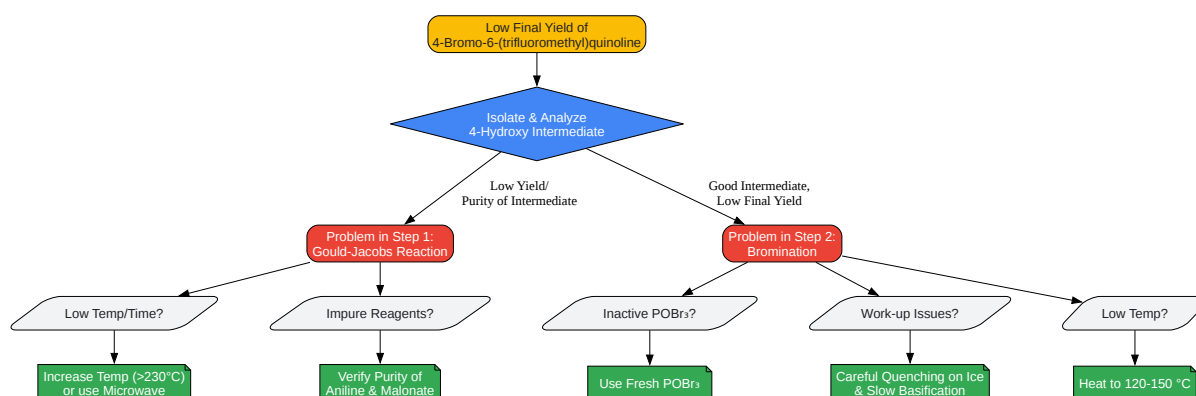 Low Final Yield of
4-Bromo-6-(trifluoromethyl)quinoline
Isolate & Analyze
4-Hydroxy Intermediate
Low Yield/
Purity of Intermediate
Good Intermediate,
Low Final Yield
Problem in Step 1:
Gould-Jacobs Reaction
Problem in Step 2:
Bromination
Low Temp/Time?
Impure Reagents?
Inactive POBr₃?
Work-up Issues?
Low Temp?
Increase Temp (>230°C)
or use Microwave
Verify Purity of
Aniline & Malonate
Use Fresh POBr₃
Careful Quenching on Ice
& Slow Basification
Heat to 120-150 °C